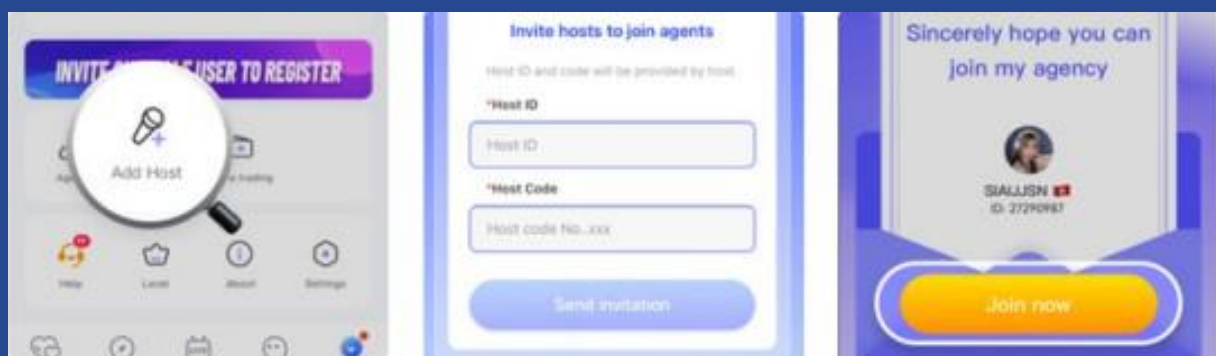 INVITE USER TO REGISTER
Add Host
trading
Help
Level
About
Settings
Invite hosts to join agents
Host ID and code will be provided by host
*Host ID
Host ID
*Host Code
Host code No..xxx
Send invitation
Sincerely hope you can
join my agency
SIALJJSN
ID: 27290987
Join now